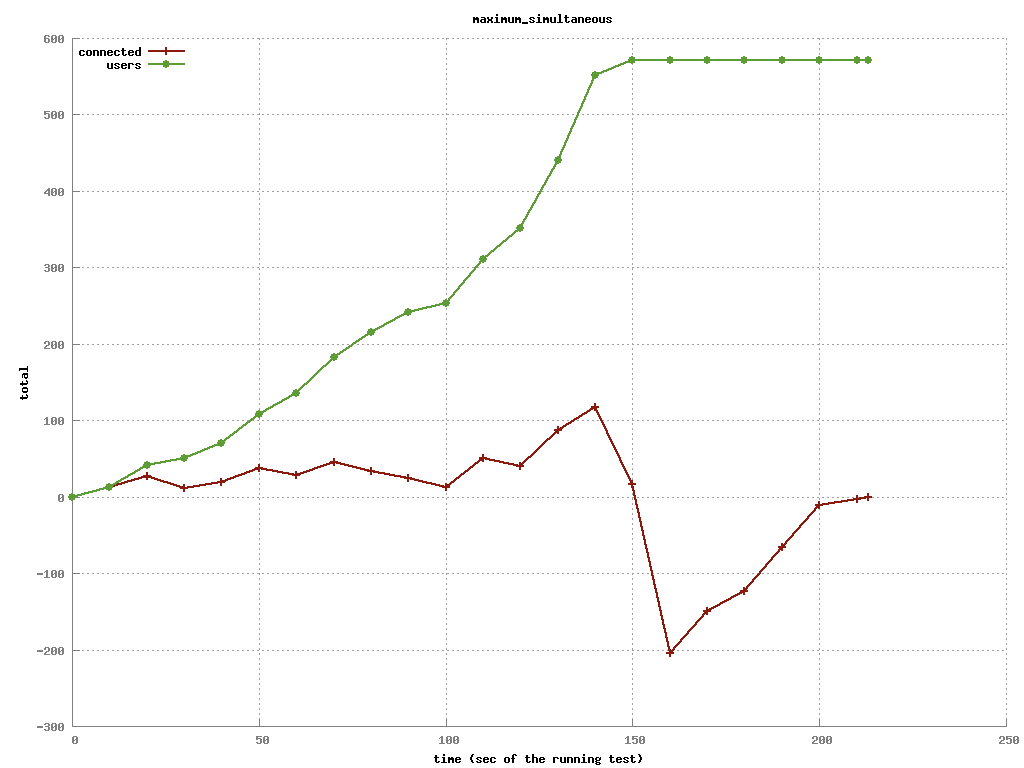 maximum_simultaneous
600
connected
users
500
400
300
200
total
100
0
-100
-200
-300
0 50 100 150 200 250
time (sec of the running test)